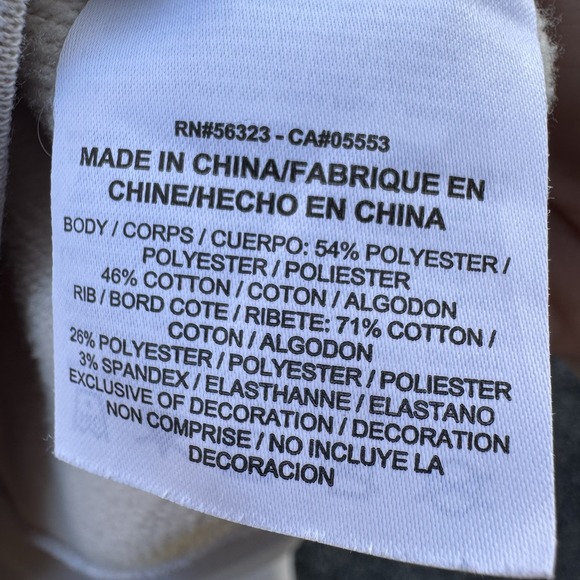 RN#56323 - CA#05553
MADE IN CHINA/FABRIQUE EN
CHINE/HECHO EN CHINA
BODY / CORPS / CUERPO: 54% POLYESTER /
POLYESTER / POLIESTER
46% COTTON / COTON / ALGODON
RIB / BORD COTE / RIBETE: 71% COTTON /
COTON / ALGODON
26% POLYESTER / POLYESTER / POLIESTER
3% SPANDEX / ELASTHANNE / ELASTANO
EXCLUSIVE OF DECORATION / DECORATION
NON COMPRISE / NO INCLUYE LA
DECORACION